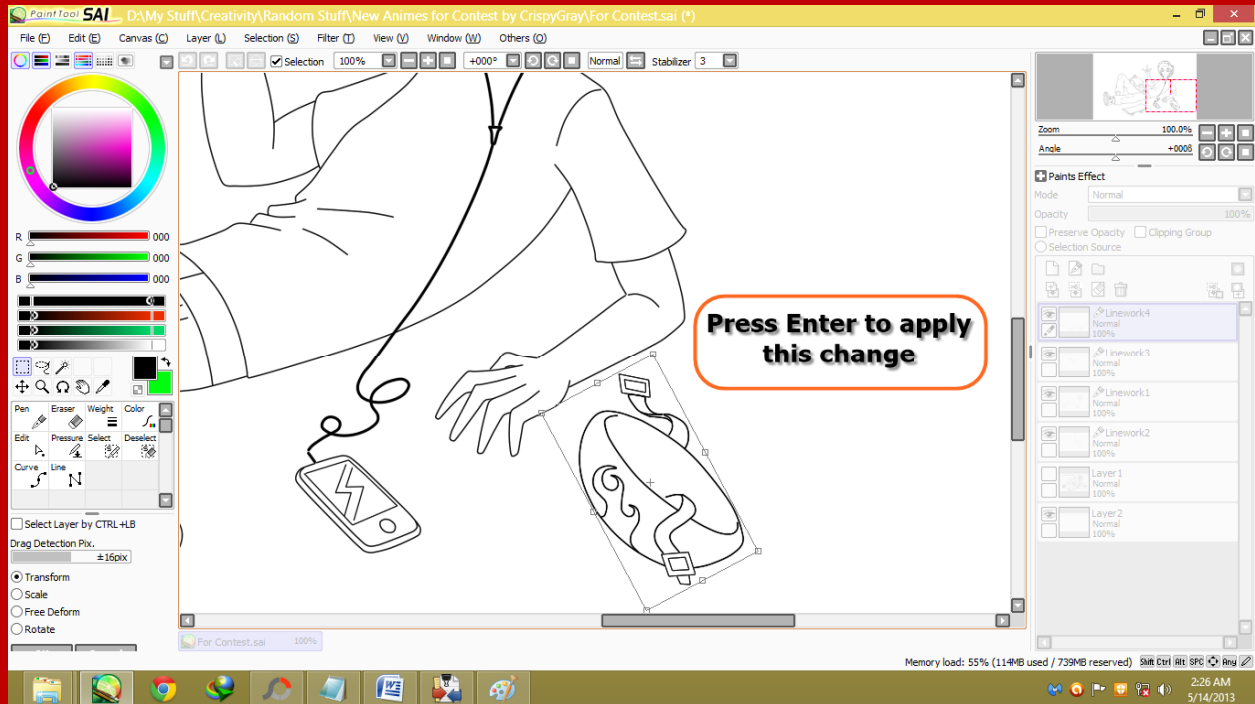 PaintTool SAI D:\My Stuff\Creativity\Random Stuff\New Animes for Contest by CrispyGray\For Contest.sai (*)
File (F) Edit (E) Canvas (C) Layer (L) Selection (S) Filter (T) View (V) Window (W) Others (O)
Selection 100% +000° Normal Stabilizer 3
Zoom 100.0%
Angle +0008
Paints Effect
Mode Normal
Opacity 100%
Preserve Opacity Clipping Group
Selection Source
R 000
G 000
B 000
Pen Eraser Weight Color
Edit Pressure Select Deselect
Curve Line
Select Layer by CTRL+LB
Drag Detection Pix.
±16pix
Transform
Scale
Free Deform
Rotate
Press Enter to apply
this change
Linework4
Normal
100%
Linework3
Normal
100%
Linework1
Normal
100%
Linework2
Normal
100%
Layer1
Normal
100%
Layer2
Normal
100%
For Contest.sai 100%
Memory load: 55% (114MB used / 739MB reserved) Shift Ctrl Alt SPC Any
2:26 AM
5/14/2013